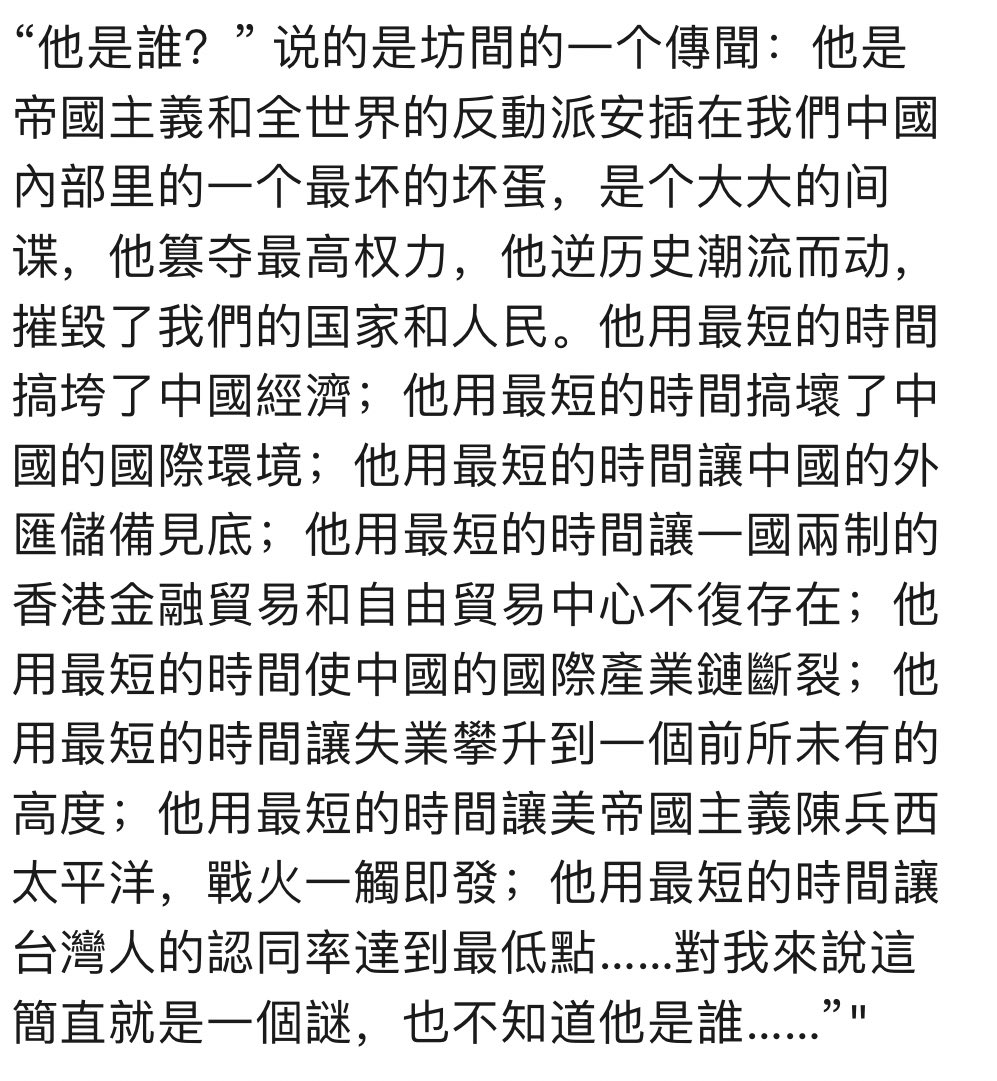 “他是誰？” 说的是坊間的一个傳聞：他是
帝國主義和全世界的反動派安插在我們中國
內部里的一个最坏的坏蛋，是个大大的间
谍，他篡夺最高权力，他逆历史潮流而动，
摧毀了我們的国家和人民。他用最短的時間
搞垮了中國經濟；他用最短的時間搞壞了中
國的國際環境；他用最短的時間讓中國的外
匯儲備見底；他用最短的時間讓一國兩制的
香港金融貿易和自由貿易中心不復存在；他
用最短的時間使中國的國際產業鏈斷裂；他
用最短的時間讓失業攀升到一個前所未有的
高度；他用最短的時間讓美帝國主義陳兵西
太平洋，戰火一觸即發；他用最短的時間讓
台灣人的認同率達到最低點……對我來說這
簡直就是一個謎，也不知道他是誰……”"